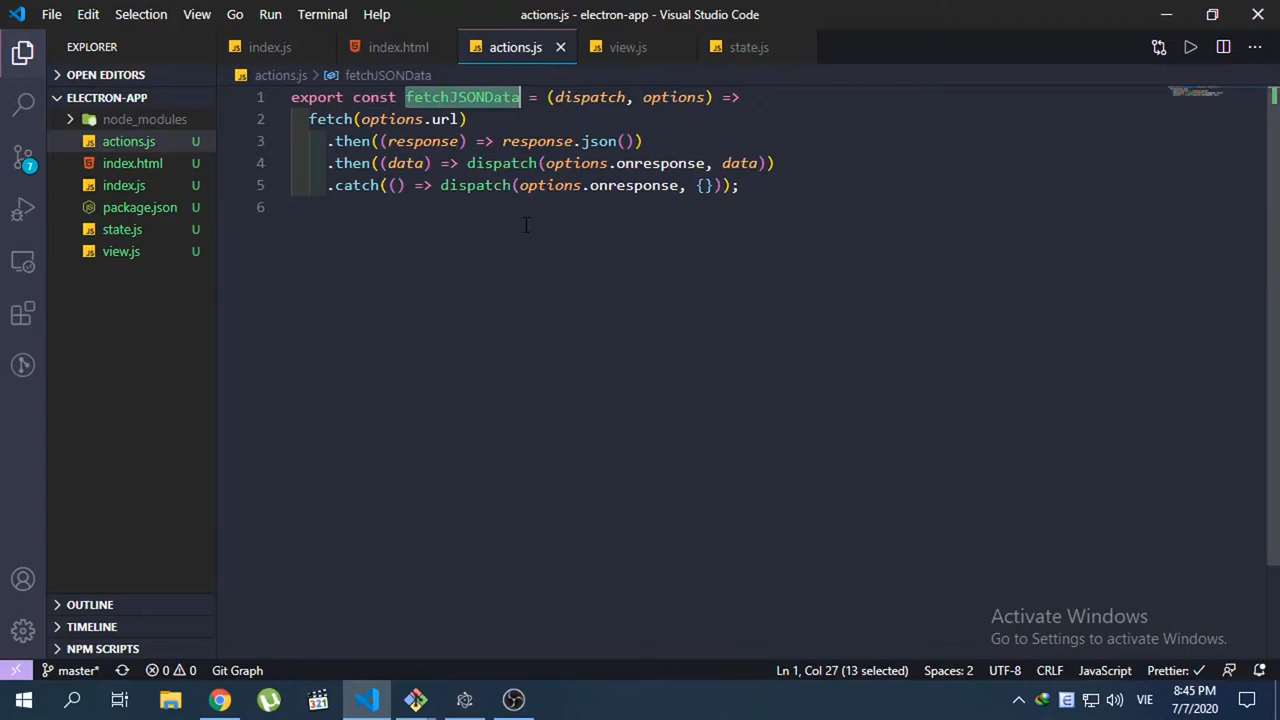 File Edit Selection View Go Run Terminal Help
actions.js - electron-app - Visual Studio Code
EXPLORER
OPEN EDITORS
ELECTRON-APP
node_modules
actions.js U
index.html U
index.js U
package.json U
state.js U
view.js U
OUTLINE
TIMELINE
NPM SCRIPTS
7
index.js
index.html
actions.js
view.js
state.js
actions.js > fetchJSONData
1 export const fetchJSONData = (dispatch, options) =>
2 fetch(options.url)
3 .then((response) => response.json())
4 .then((data) => dispatch(options.onresponse, data))
5 .catch(() => dispatch(options.onresponse, {}));
6
Activate Windows
Go to Settings to activate Windows.
master* 0 0 Git Graph
Ln 1, Col 27 (13 selected) Spaces: 2 UTF-8 CRLF JavaScript Prettier: ✓
321
VIE
8:45 PM
7/7/2020